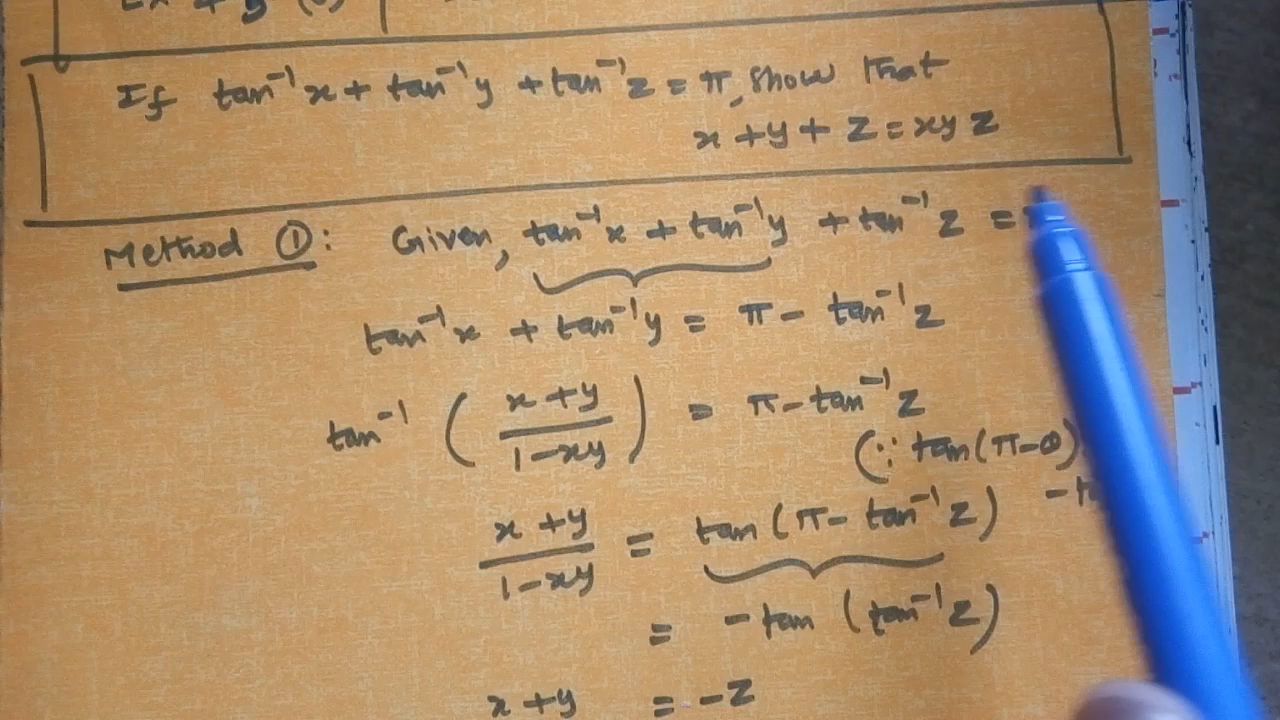 If tan⁻¹x + tan⁻¹y + tan⁻¹z = π, show that
x + y + z = xyz
Method ①: Given, tan⁻¹x + tan⁻¹y + tan⁻¹z =
tan⁻¹x + tan⁻¹y = π - tan⁻¹z
tan⁻¹ ( x+y / 1-xy ) = π - tan⁻¹z
(∵ tan(π-θ)
x+y / 1-xy = tan(π - tan⁻¹z)
= -tan (tan⁻¹z)
x+y = -z